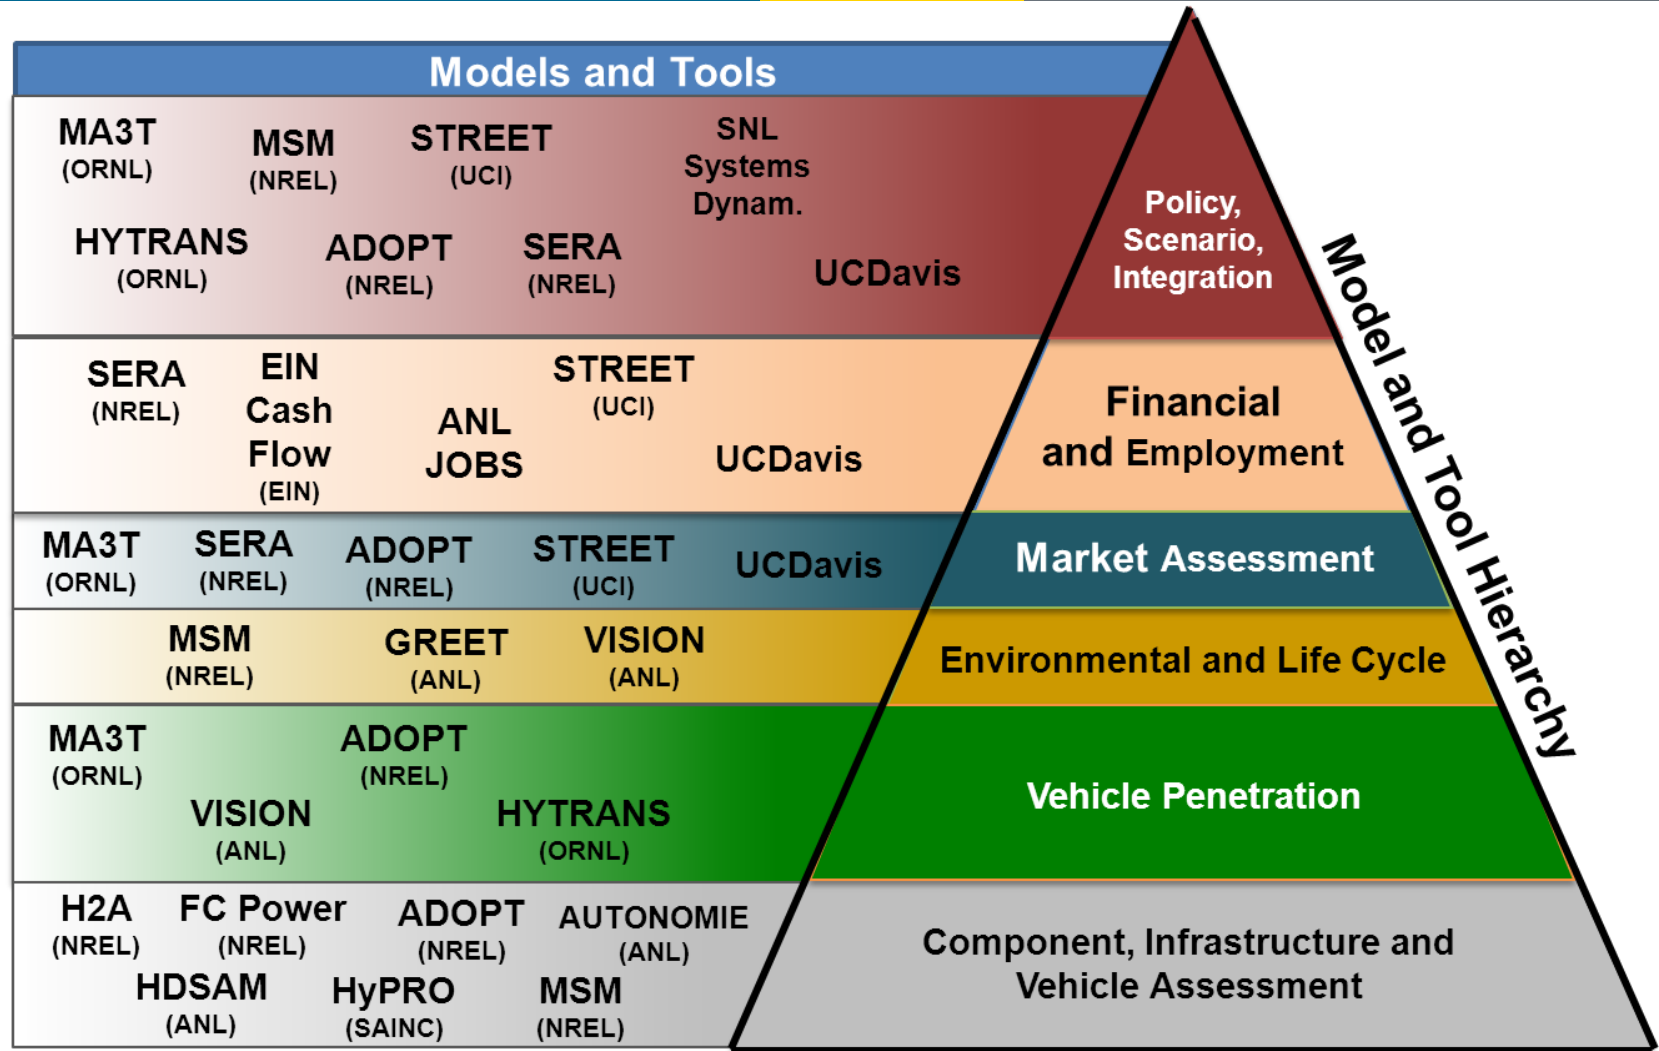 Models and Tools
MA3T
(ORNL)
MSM
(NREL)
STREET
(UCI)
SNL
Systems
Dynam.
HYTRANS
(ORNL)
ADOPT
(NREL)
SERA
(NREL)
UCDavis
Policy,
Scenario,
Integration
SERA
(NREL)
EIN
Cash
Flow
(EIN)
ANL
JOBS
STREET
(UCI)
UCDavis
Financial
and Employment
MA3T
(ORNL)
SERA
(NREL)
ADOPT
(NREL)
STREET
(UCI)
UCDavis
Market Assessment
MSM
(NREL)
GREET
(ANL)
VISION
(ANL)
Environmental and Life Cycle
MA3T
(ORNL)
ADOPT
(NREL)
VISION
(ANL)
HYTRANS
(ORNL)
Vehicle Penetration
H2A
(NREL)
FC Power
(NREL)
ADOPT
(NREL)
AUTONOMIE
(ANL)
HDSAM
(ANL)
HyPRO
(SAINC)
MSM
(NREL)
Component, Infrastructure and
Vehicle Assessment
Model and Tool Hierarchy